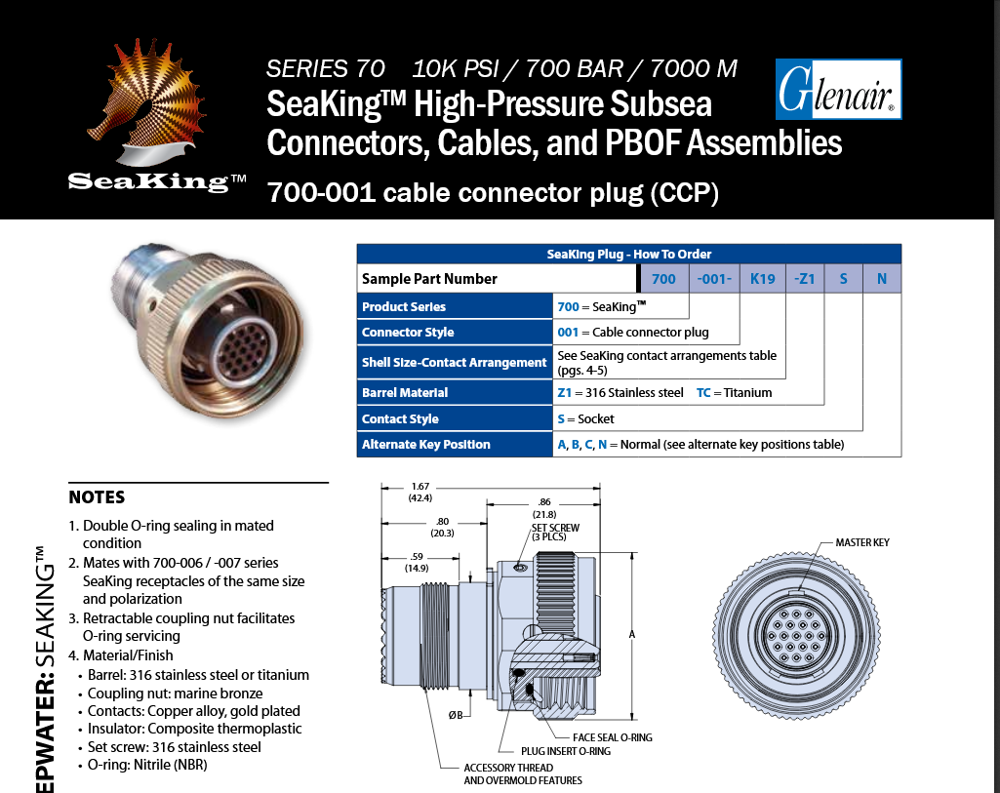 SERIES 70 10K PSI / 700 BAR / 7000 M
SeaKing™ High-Pressure Subsea
Connectors, Cables, and PBOF Assemblies
700-001 cable connector plug (CCP)
Glenair®
SeaKing™
SeaKing Plug - How To Order
Sample Part Number 700 -001- K19 -Z1 S N
Product Series 700 = SeaKing™
Connector Style 001 = Cable connector plug
Shell Size-Contact Arrangement See SeaKing contact arrangements table
(pgs. 4-5)
Barrel Material Z1 = 316 Stainless steel TC = Titanium
Contact Style S = Socket
Alternate Key Position A, B, C, N = Normal (see alternate key positions table)
NOTES
1. Double O-ring sealing in mated
condition
2. Mates with 700-006 / -007 series
SeaKing receptacles of the same size
and polarization
3. Retractable coupling nut facilitates
O-ring servicing
4. Material/Finish
• Barrel: 316 stainless steel or titanium
• Coupling nut: marine bronze
• Contacts: Copper alloy, gold plated
• Insulator: Composite thermoplastic
• Set screw: 316 stainless steel
• O-ring: Nitrile (NBR)
EPWATER: SEAKING™
1.67
(42.4)
.86
(21.8)
.80
(20.3)
SET SCREW
(3 PLCS)
.59
(14.9)
A
ØB
FACE SEAL O-RING
PLUG INSERT O-RING
ACCESSORY THREAD
AND OVERMOLD FEATURES
MASTER KEY